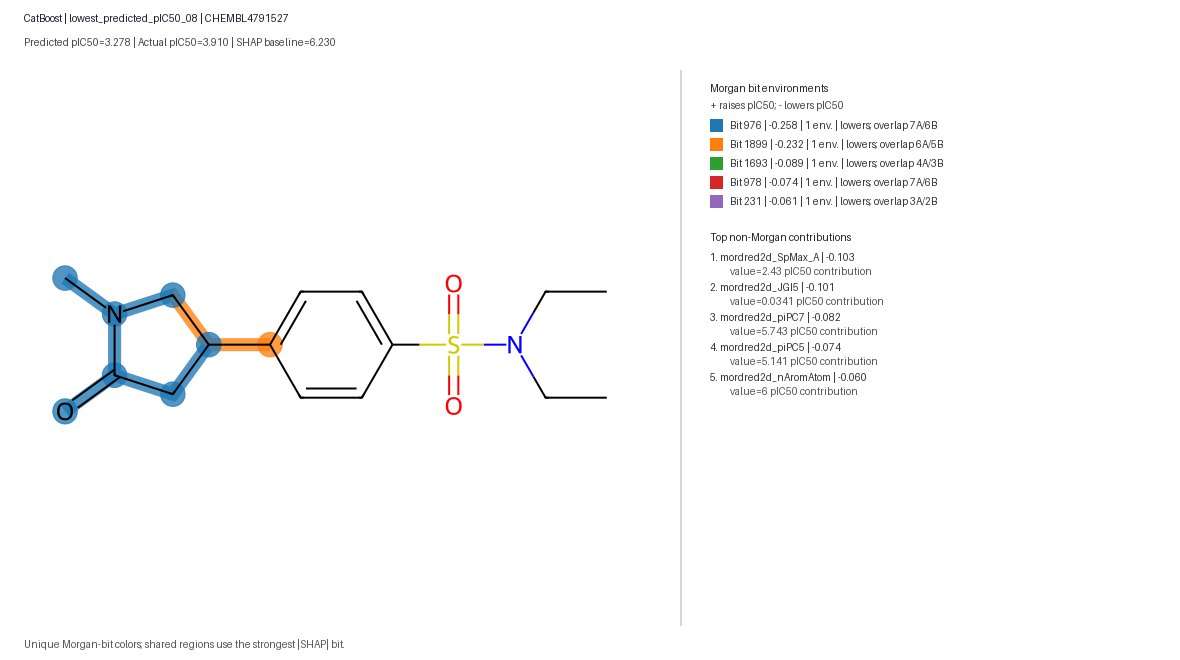 CatBoost | lowest_predicted_pIC50_08 | CHEMBL4791527
Predicted pIC50=3.278 | Actual pIC50=3.910 | SHAP baseline=6.230
Morgan bit environments
+ raises pIC50; - lowers pIC50
Bit 976 | -0.258 | 1 env. | lowers; overlap 7A/6B
Bit 1899 | -0.232 | 1 env. | lowers; overlap 6A/5B
Bit 1693 | -0.089 | 1 env. | lowers; overlap 4A/3B
Bit 978 | -0.074 | 1 env. | lowers; overlap 7A/6B
Bit 231 | -0.061 | 1 env. | lowers; overlap 3A/2B
Top non-Morgan contributions
1. mordred2d_SpMax_A | -0.103
value=2.43 pIC50 contribution
2. mordred2d_JGI5 | -0.101
value=0.0341 pIC50 contribution
3. mordred2d_piPC7 | -0.082
value=5.743 pIC50 contribution
4. mordred2d_piPC5 | -0.074
value=5.141 pIC50 contribution
5. mordred2d_nAromAtom | -0.060
value=6 pIC50 contribution
O
N
S
N
O
O
Unique Morgan-bit colors; shared regions use the strongest |SHAP| bit.